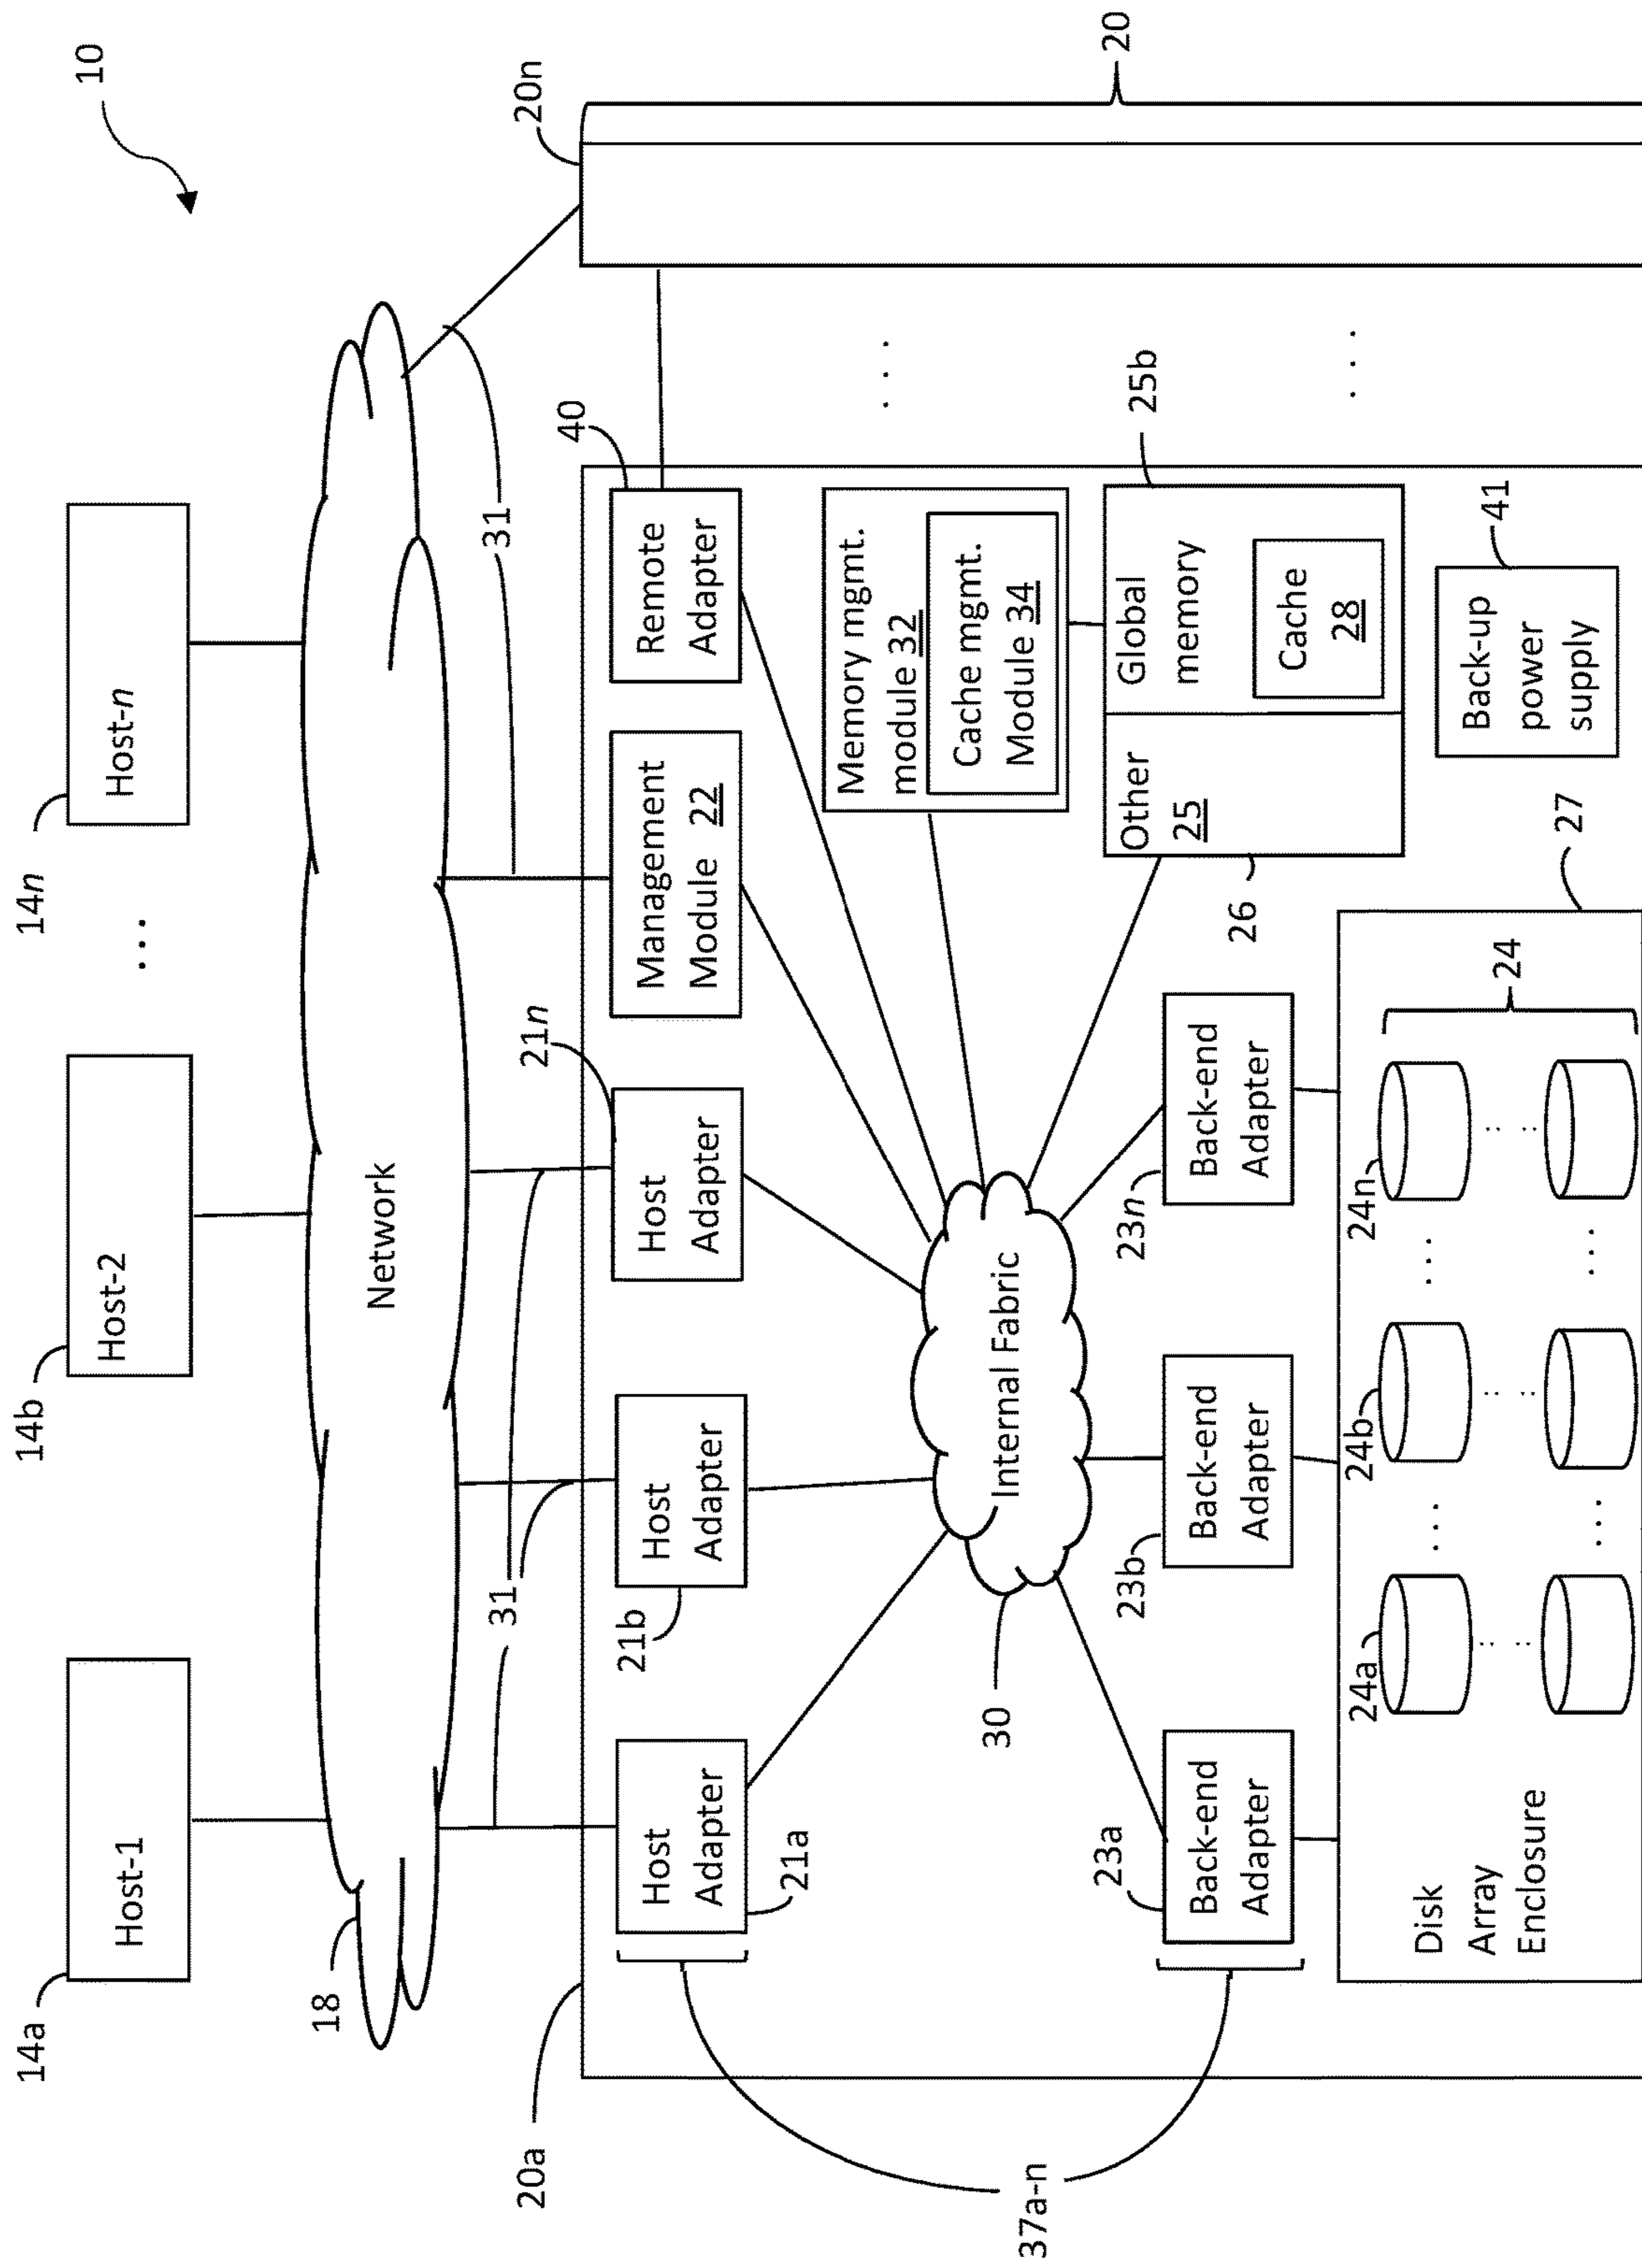 10
14a
14b
14n
Host-1
Host-2
...
Host-n
18
Network
31
31
20a
20n
20
21n
40
Host
Adapter
Host
Adapter
Host
Adapter
Management
Module 22
Remote
Adapter
21a
21b
37a-n
30
Internal Fabric
Memory mgmt.
module 32
Cache mgmt.
Module 34
...
25b
Other
25
Global
memory
Cache
28
26
23a
23b
23n
Back-end
Adapter
Back-end
Adapter
Back-end
Adapter
41
Back-up
power
supply
...
27
24a
24b
24n
24
...
...
Disk
Array
Enclosure
...
...